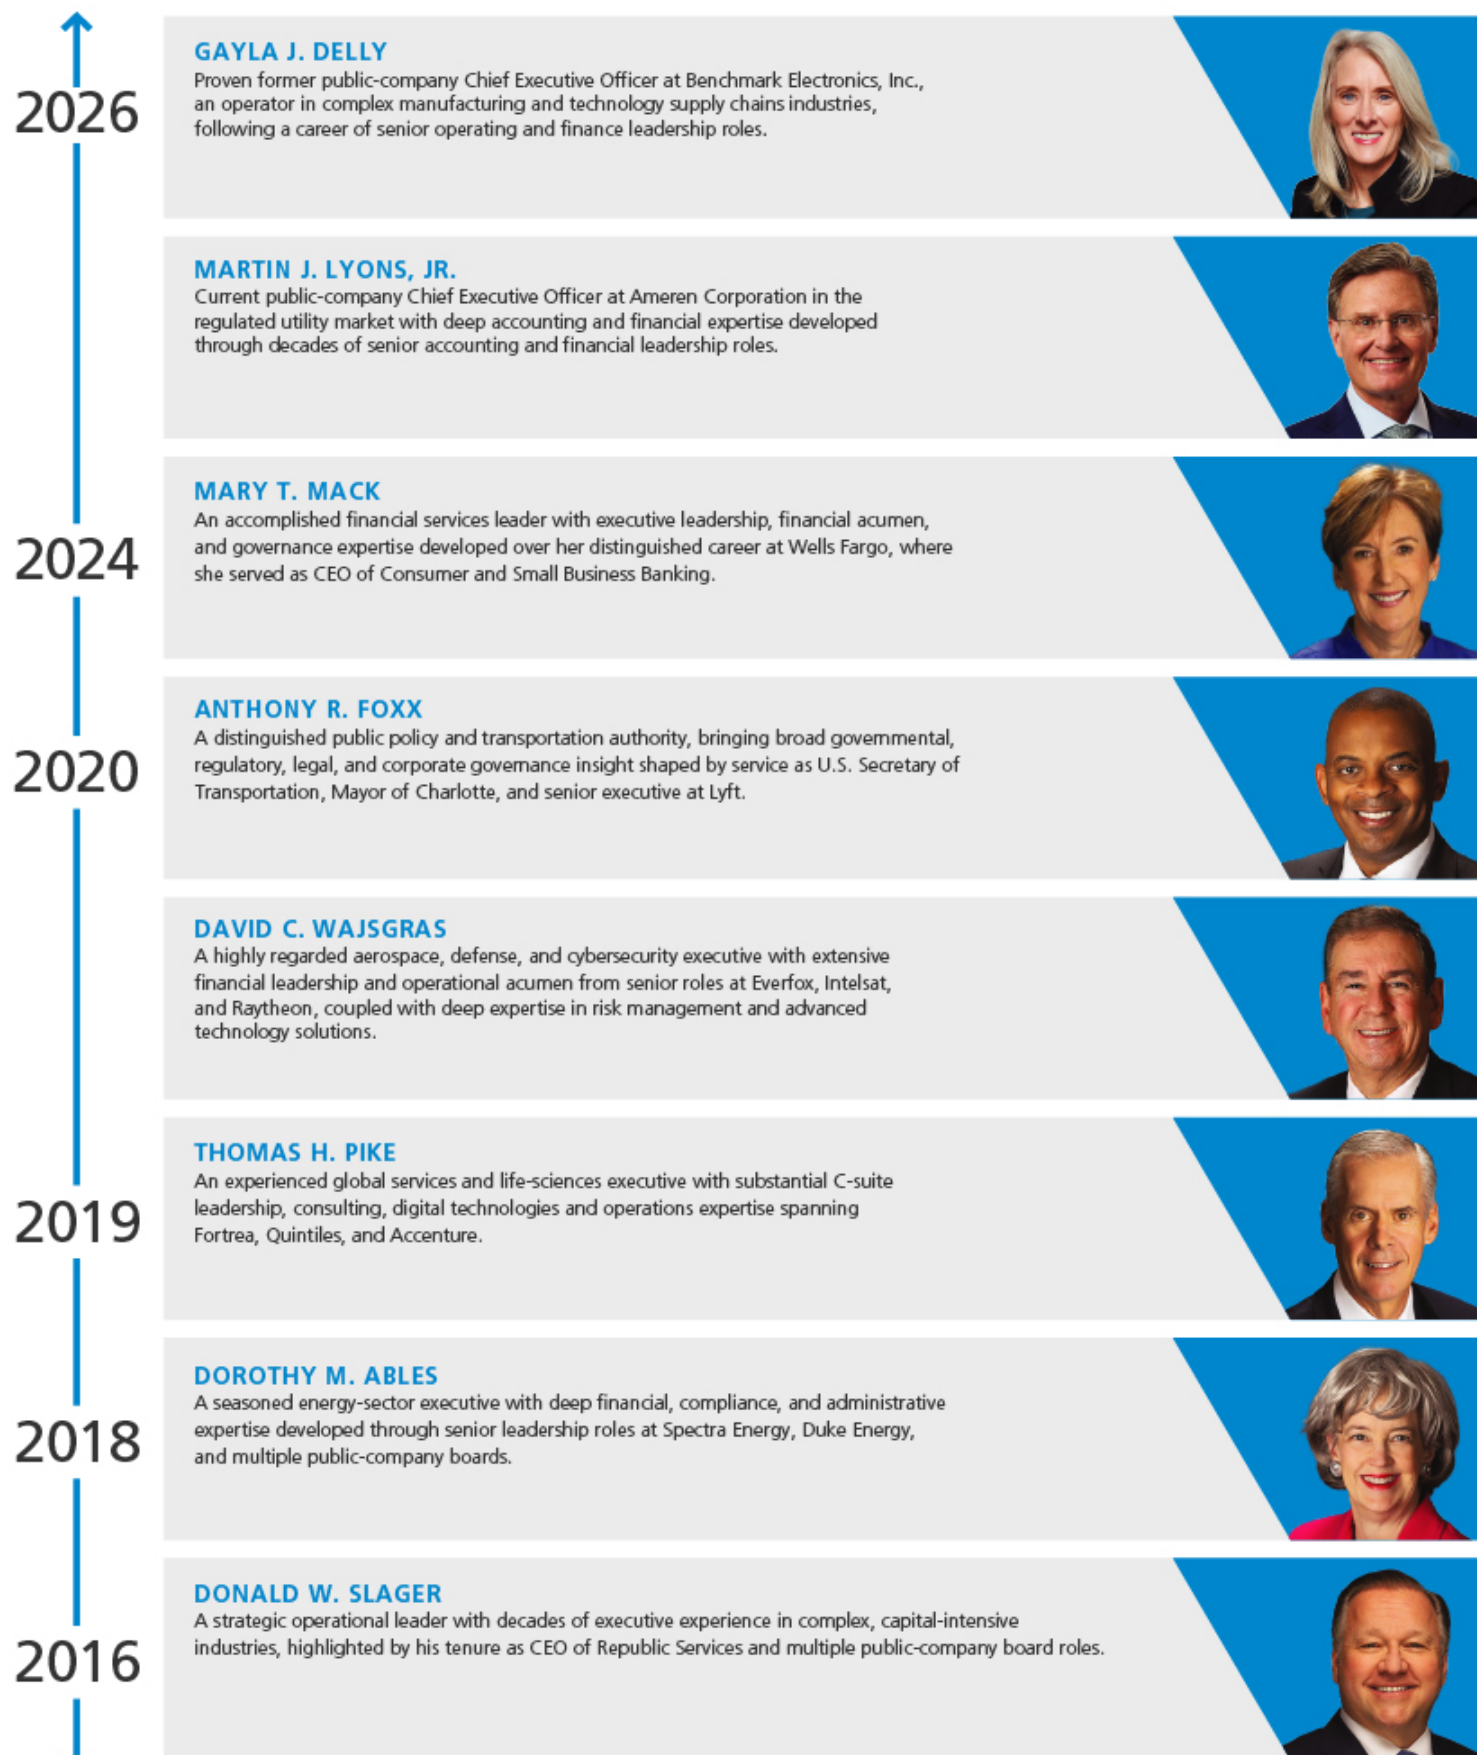 2026
GAYLA J. DELLY
Proven former public-company Chief Executive Officer at Benchmark Electronics, Inc.,
an operator in complex manufacturing and technology supply chains industries,
following a career of senior operating and finance leadership roles.
MARTIN J. LYONS, JR.
Current public-company Chief Executive Officer at Ameren Corporation in the
regulated utility market with deep accounting and financial expertise developed
through decades of senior accounting and financial leadership roles.
2024
MARY T. MACK
An accomplished financial services leader with executive leadership, financial acumen,
and governance expertise developed over her distinguished career at Wells Fargo, where
she served as CEO of Consumer and Small Business Banking.
2020
ANTHONY R. FOXX
A distinguished public policy and transportation authority, bringing broad governmental,
regulatory, legal, and corporate governance insight shaped by service as U.S. Secretary of
Transportation, Mayor of Charlotte, and senior executive at Lyft.
DAVID C. WAJSGRAS
A highly regarded aerospace, defense, and cybersecurity executive with extensive
financial leadership and operational acumen from senior roles at Everfox, Intelsat,
and Raytheon, coupled with deep expertise in risk management and advanced
technology solutions.
2019
THOMAS H. PIKE
An experienced global services and life-sciences executive with substantial C-suite
leadership, consulting, digital technologies and operations expertise spanning
Fortrea, Quintiles, and Accenture.
2018
DOROTHY M. ABLES
A seasoned energy-sector executive with deep financial, compliance, and administrative
expertise developed through senior leadership roles at Spectra Energy, Duke Energy,
and multiple public-company boards.
2016
DONALD W. SLAGER
A strategic operational leader with decades of executive experience in complex, capital-intensive
industries, highlighted by his tenure as CEO of Republic Services and multiple public-company board roles.